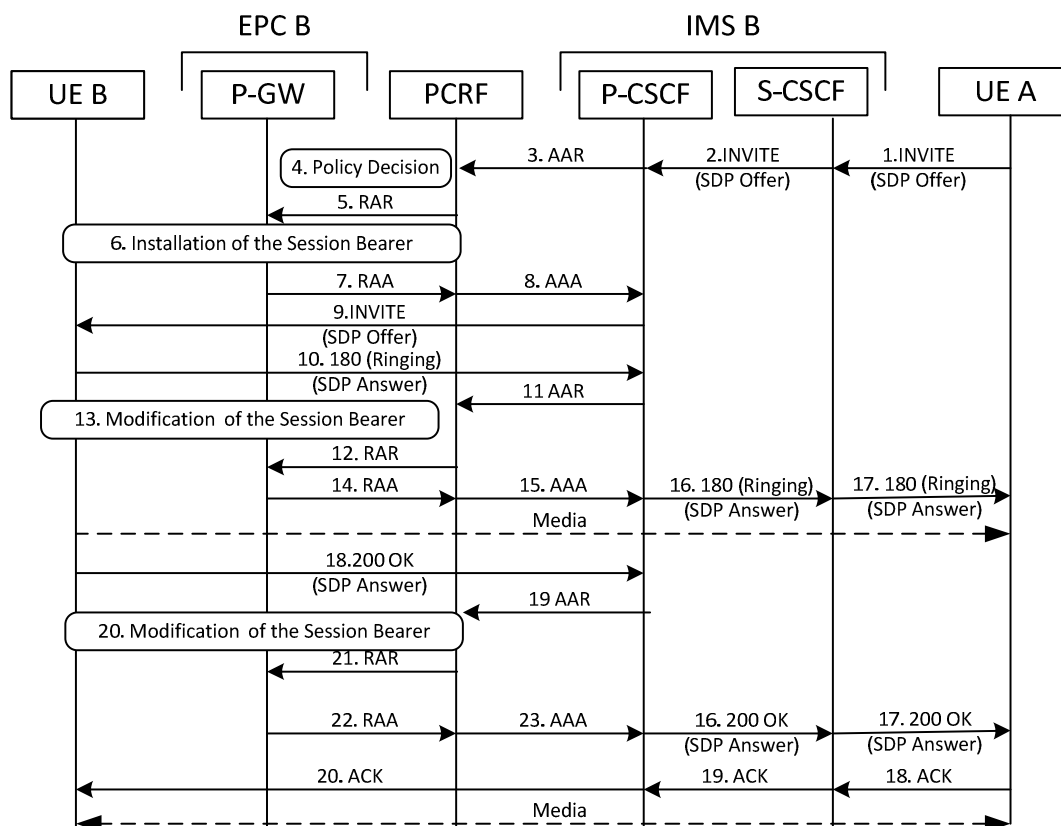 EPC B
IMS B
UE B
P-GW
PCRF
P-CSCF
S-CSCF
UE A
4. Policy Decision
3. AAR
2.INVITE
(SDP Offer)
1.INVITE
(SDP Offer)
5. RAR
6. Installation of the Session Bearer
7. RAA
8. AAA
9.INVITE
(SDP Offer)
10. 180 (Ringing)
(SDP Answer)
11 AAR
13. Modification of the Session Bearer
12. RAR
14. RAA
15. AAA
16. 180 (Ringing)
(SDP Answer)
17. 180 (Ringing)
(SDP Answer)
Media
18.200 OK
(SDP Answer)
19 AAR
20. Modification of the Session Bearer
21. RAR
22. RAA
23. AAA
16. 200 OK
(SDP Answer)
17. 200 OK
(SDP Answer)
20. ACK
19. ACK
18. ACK
Media